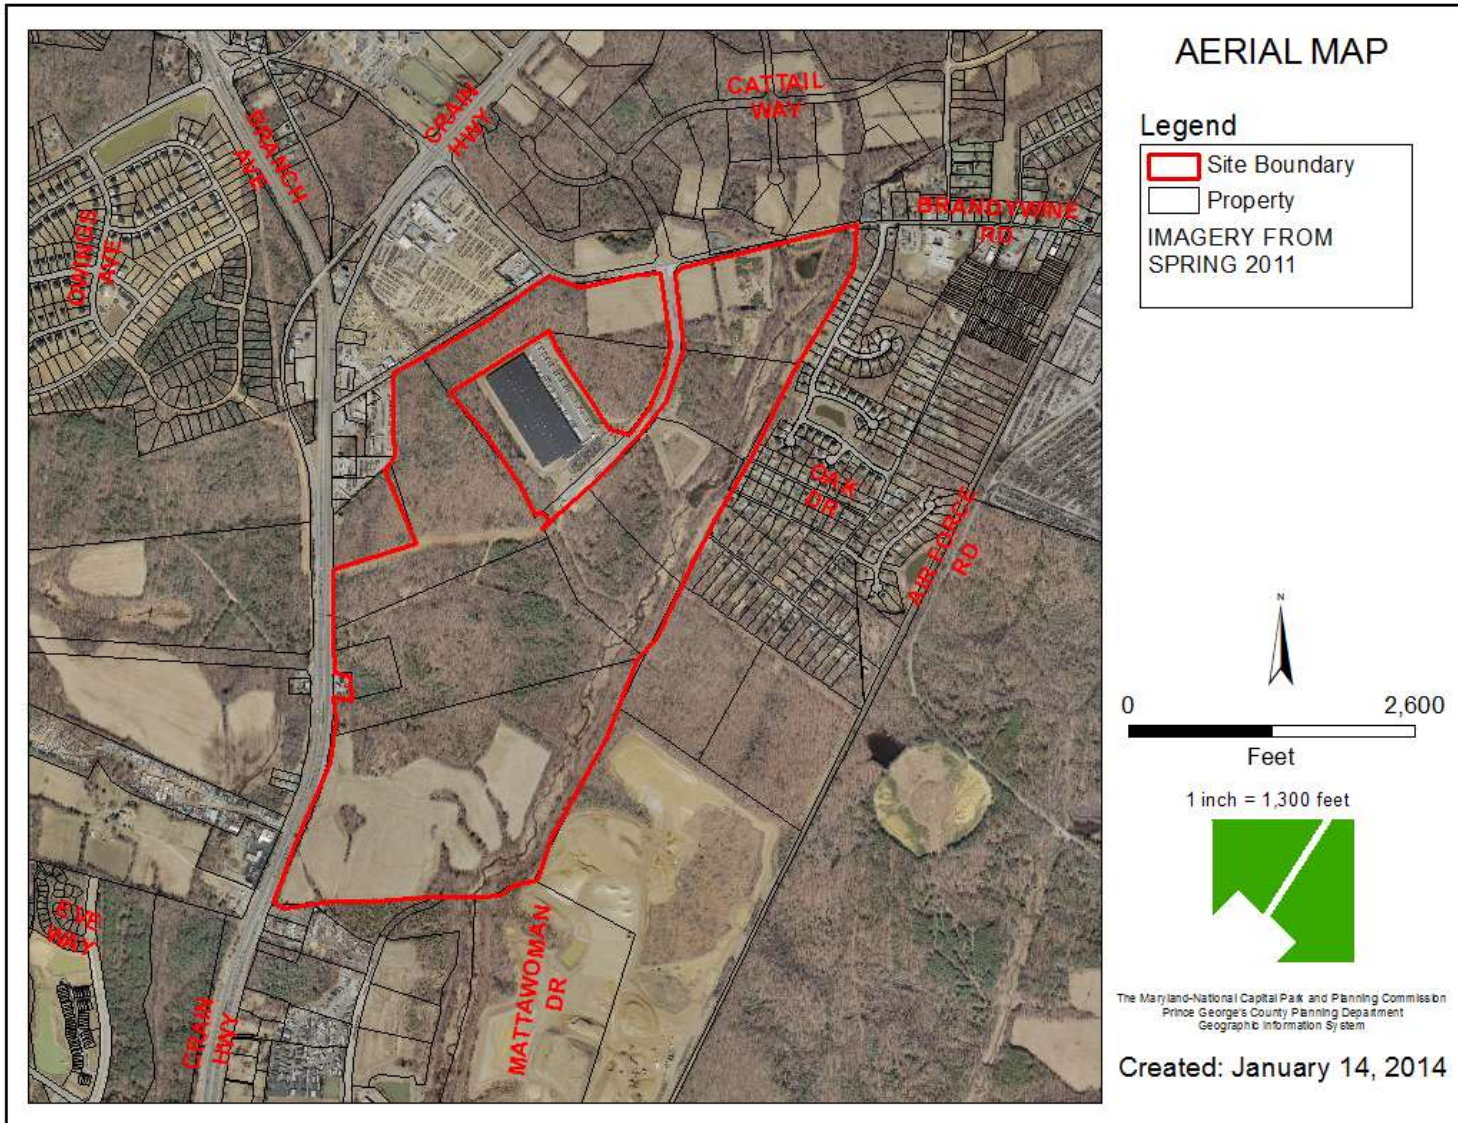 AERIAL MAP
Legend
Site Boundary
Property
IMAGERY FROM
SPRING 2011
CATTAIL
WAY
CRAIN
HWY
BRANCH
AVE
BRANDYWINE
RD
OWINGS
AVE
OAK
DR
AIR FORCE
RD
N
0 2,600
Feet
1 inch = 1,300 feet
EVE
WAY
MATTAWOMAN
DR
CRAIN
HWY
The Maryland-National Capital Park and Planning Commission
Prince George's County Planning Department
Geographic Information System
Created: January 14, 2014